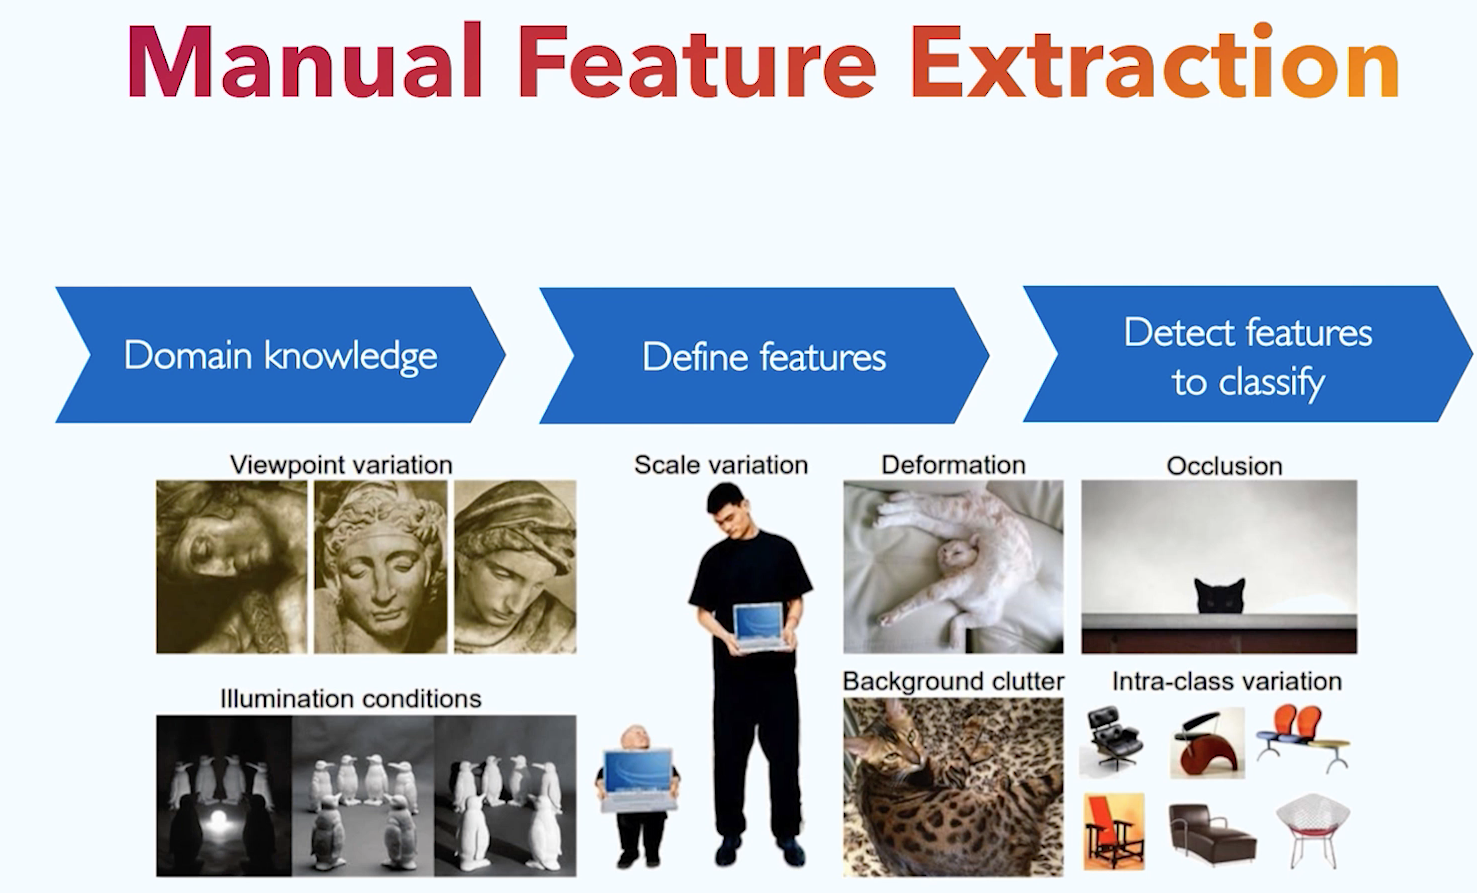 Manual Feature Extraction
Domain knowledge
Define features
Detect features
to classify
Viewpoint variation
Scale variation
Deformation
Occlusion
Illumination conditions
Background clutter
Intra-class variation